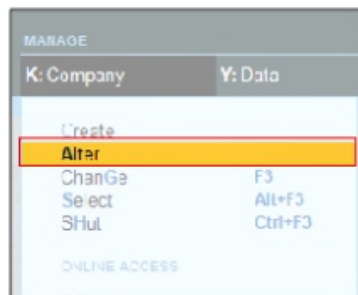 MANAGE
K: Company Y: Data
Create
Alter
ChanGe F3
Select Alt+F3
SHut Ctrl+F3
ONLINE ACCESS